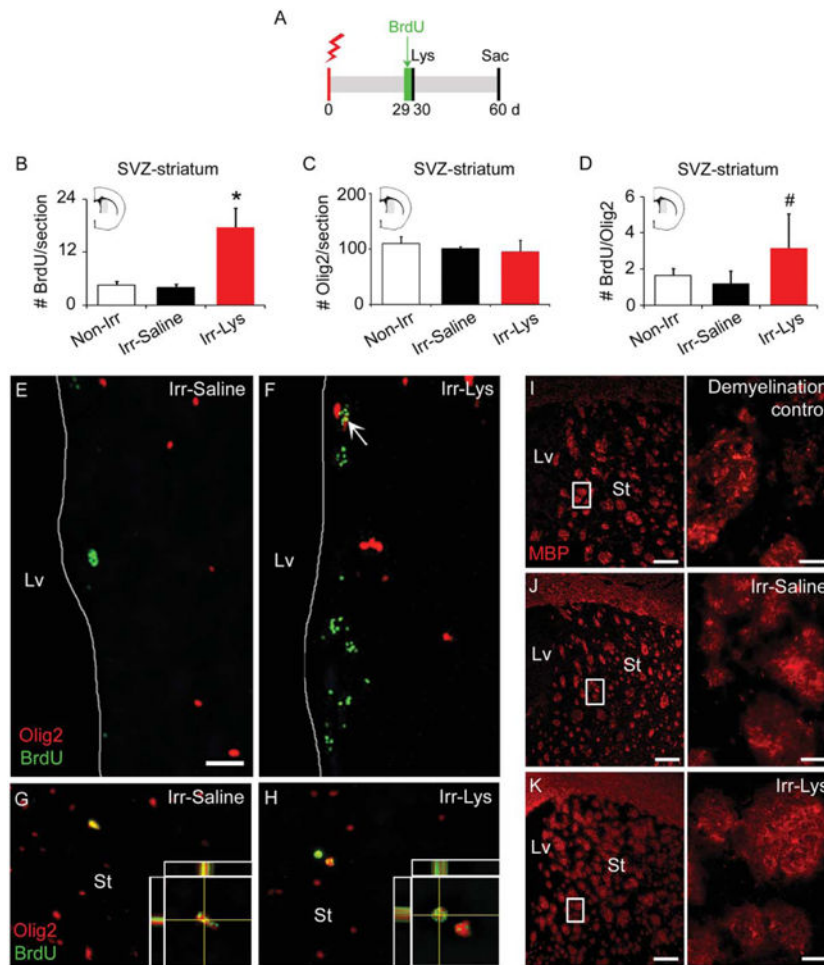 A
BrdU
Lys
Sac
0
29 30
60 d
B
SVZ-striatum
# BrdU/section
24
12
0
Non-Irr
Irr-Saline
Irr-Lys
*
C
SVZ-striatum
# Olig2/section
200
100
0
Non-Irr
Irr-Saline
Irr-Lys
D
SVZ-striatum
# BrdU/Olig2
6
4
2
0
Non-Irr
Irr-Saline
Irr-Lys
#
E
Irr-Saline
Lv
Olig2
BrdU
F
Irr-Lys
Lv
G
Irr-Saline
St
Olig2
BrdU
H
Irr-Lys
St
I
Lv
St
MBP
Demyelination
control
J
Lv
St
Irr-Saline
K
Lv
St
Irr-Lys